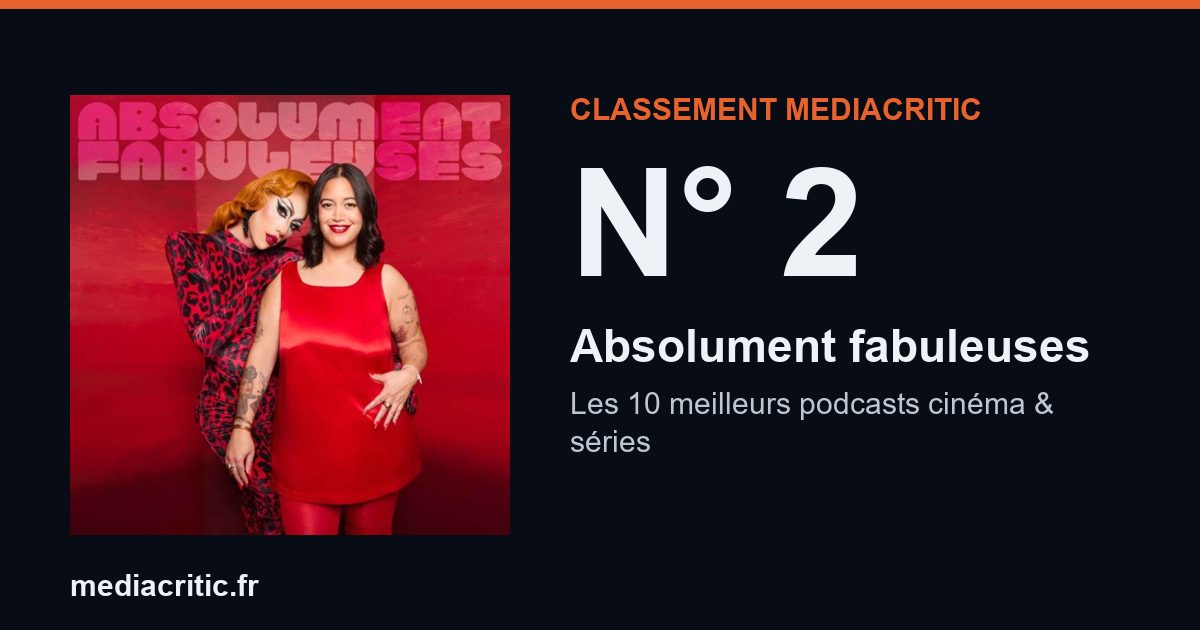 ABSOLUMENT
FABULEUSES
CLASSEMENT MEDIACRITIC
N° 2
Absolument fabuleuses
Les 10 meilleurs podcasts cinéma &
séries
mediacritic.fr